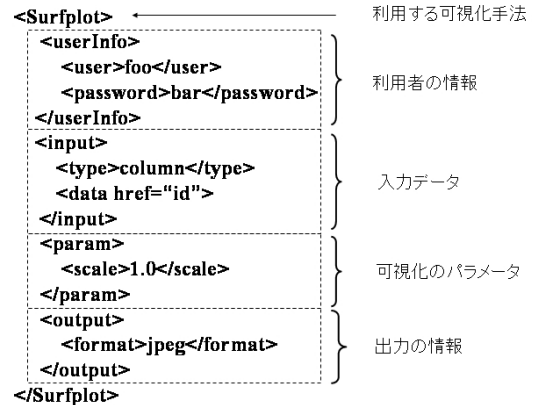 <Surfplot>
利用する可視化手法
<userInfo>
<user>foo</user>
<password>bar</password>
</userInfo>
利用者の情報
<input>
<type>column</type>
<data href=“id”>
</input>
入力データ
<param>
<scale>1.0</scale>
</param>
可視化のパラメータ
<output>
<format>jpeg</format>
</output>
出力の情報
</Surfplot>